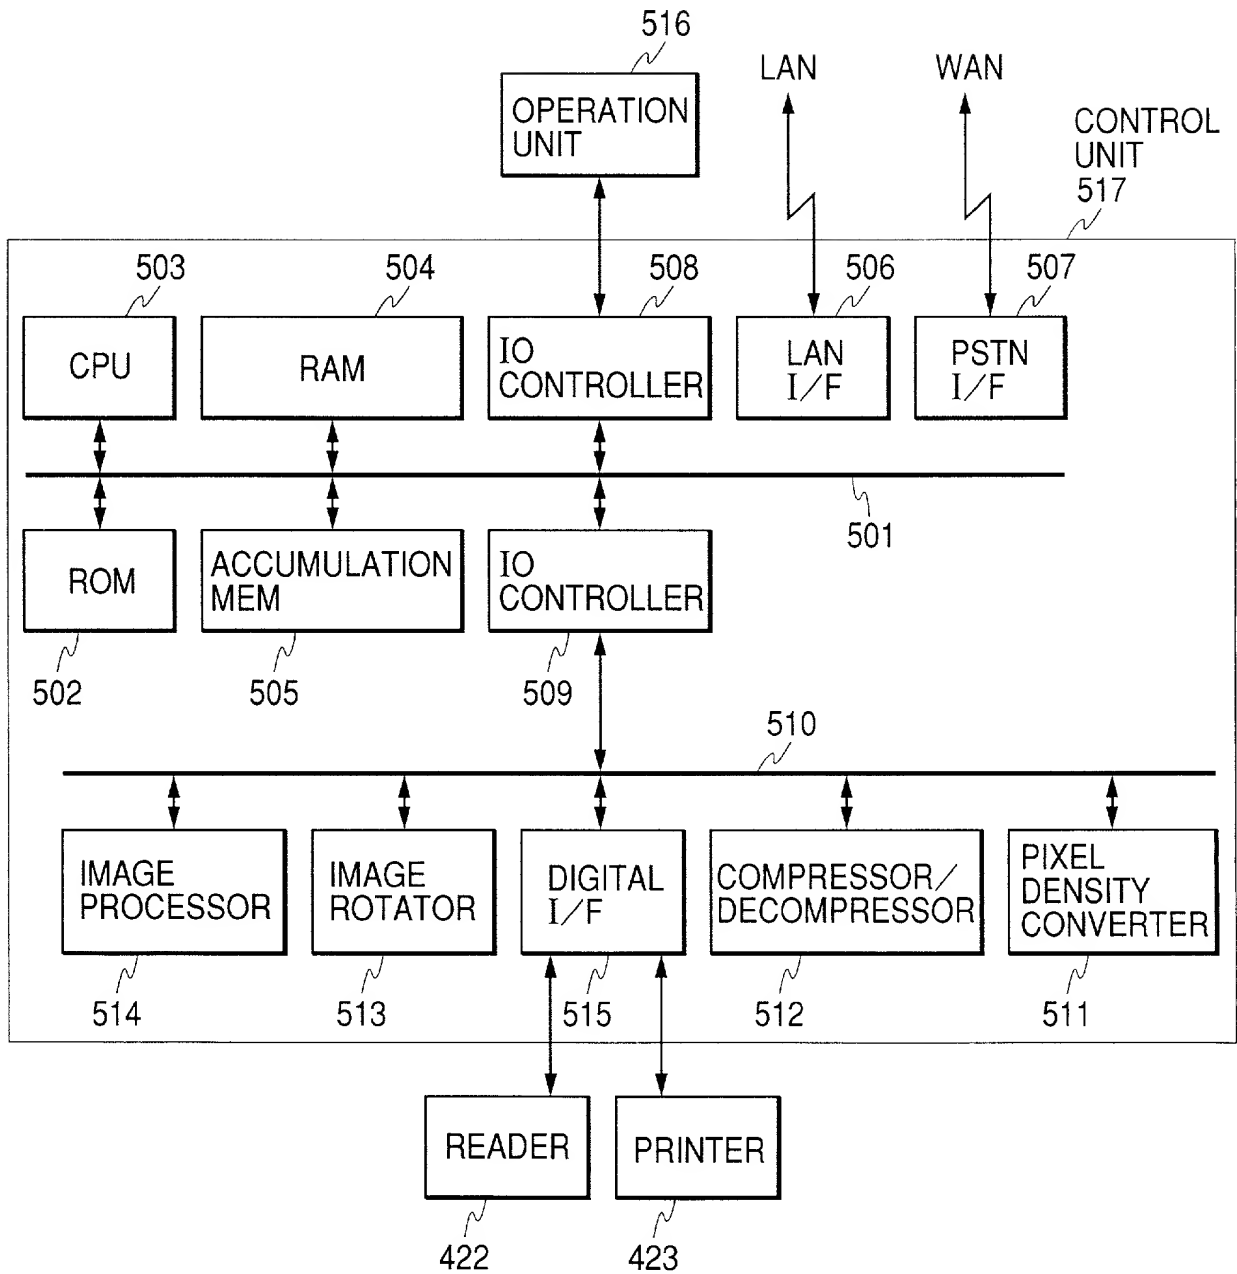 516
OPERATION
UNIT
LAN
WAN
CONTROL
UNIT
517
503
504
508
506
507
CPU
RAM
IO
CONTROLLER
LAN
I/F
PSTN
I/F
501
ROM
ACCUMULATION
MEM
IO
CONTROLLER
502
505
509
510
IMAGE
PROCESSOR
IMAGE
ROTATOR
DIGITAL
I/F
COMPRESSOR/
DECOMPRESSOR
PIXEL
DENSITY
CONVERTER
514
513
515
512
511
READER
PRINTER
422
423